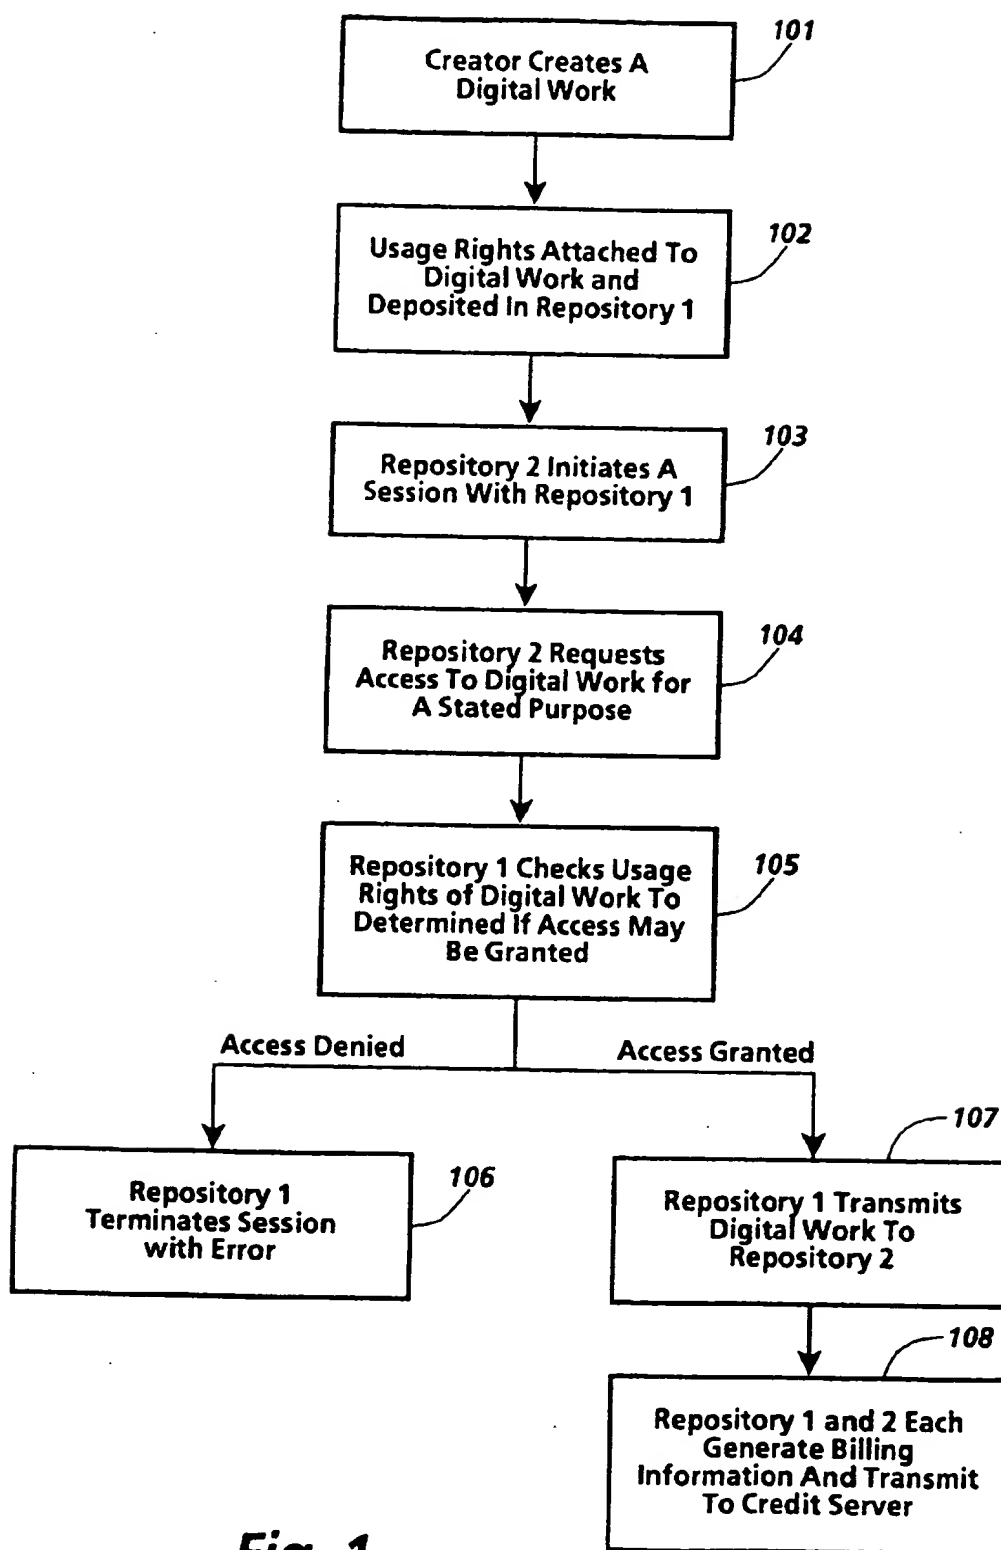 101
Creator Creates A
Digital Work
102
Usage Rights Attached To
Digital Work and
Deposited In Repository 1
103
Repository 2 Initiates A
Session With Repository 1
104
Repository 2 Requests
Access To Digital Work for
A Stated Purpose
105
Repository 1 Checks Usage
Rights of Digital Work To
Determined If Access May
Be Granted
Access Denied
Access Granted
107
106
Repository 1
Terminates Session
with Error
Repository 1 Transmits
Digital Work To
Repository 2
108
Repository 1 and 2 Each
Generate Billing
Information And Transmit
To Credit Server
Fig. 1